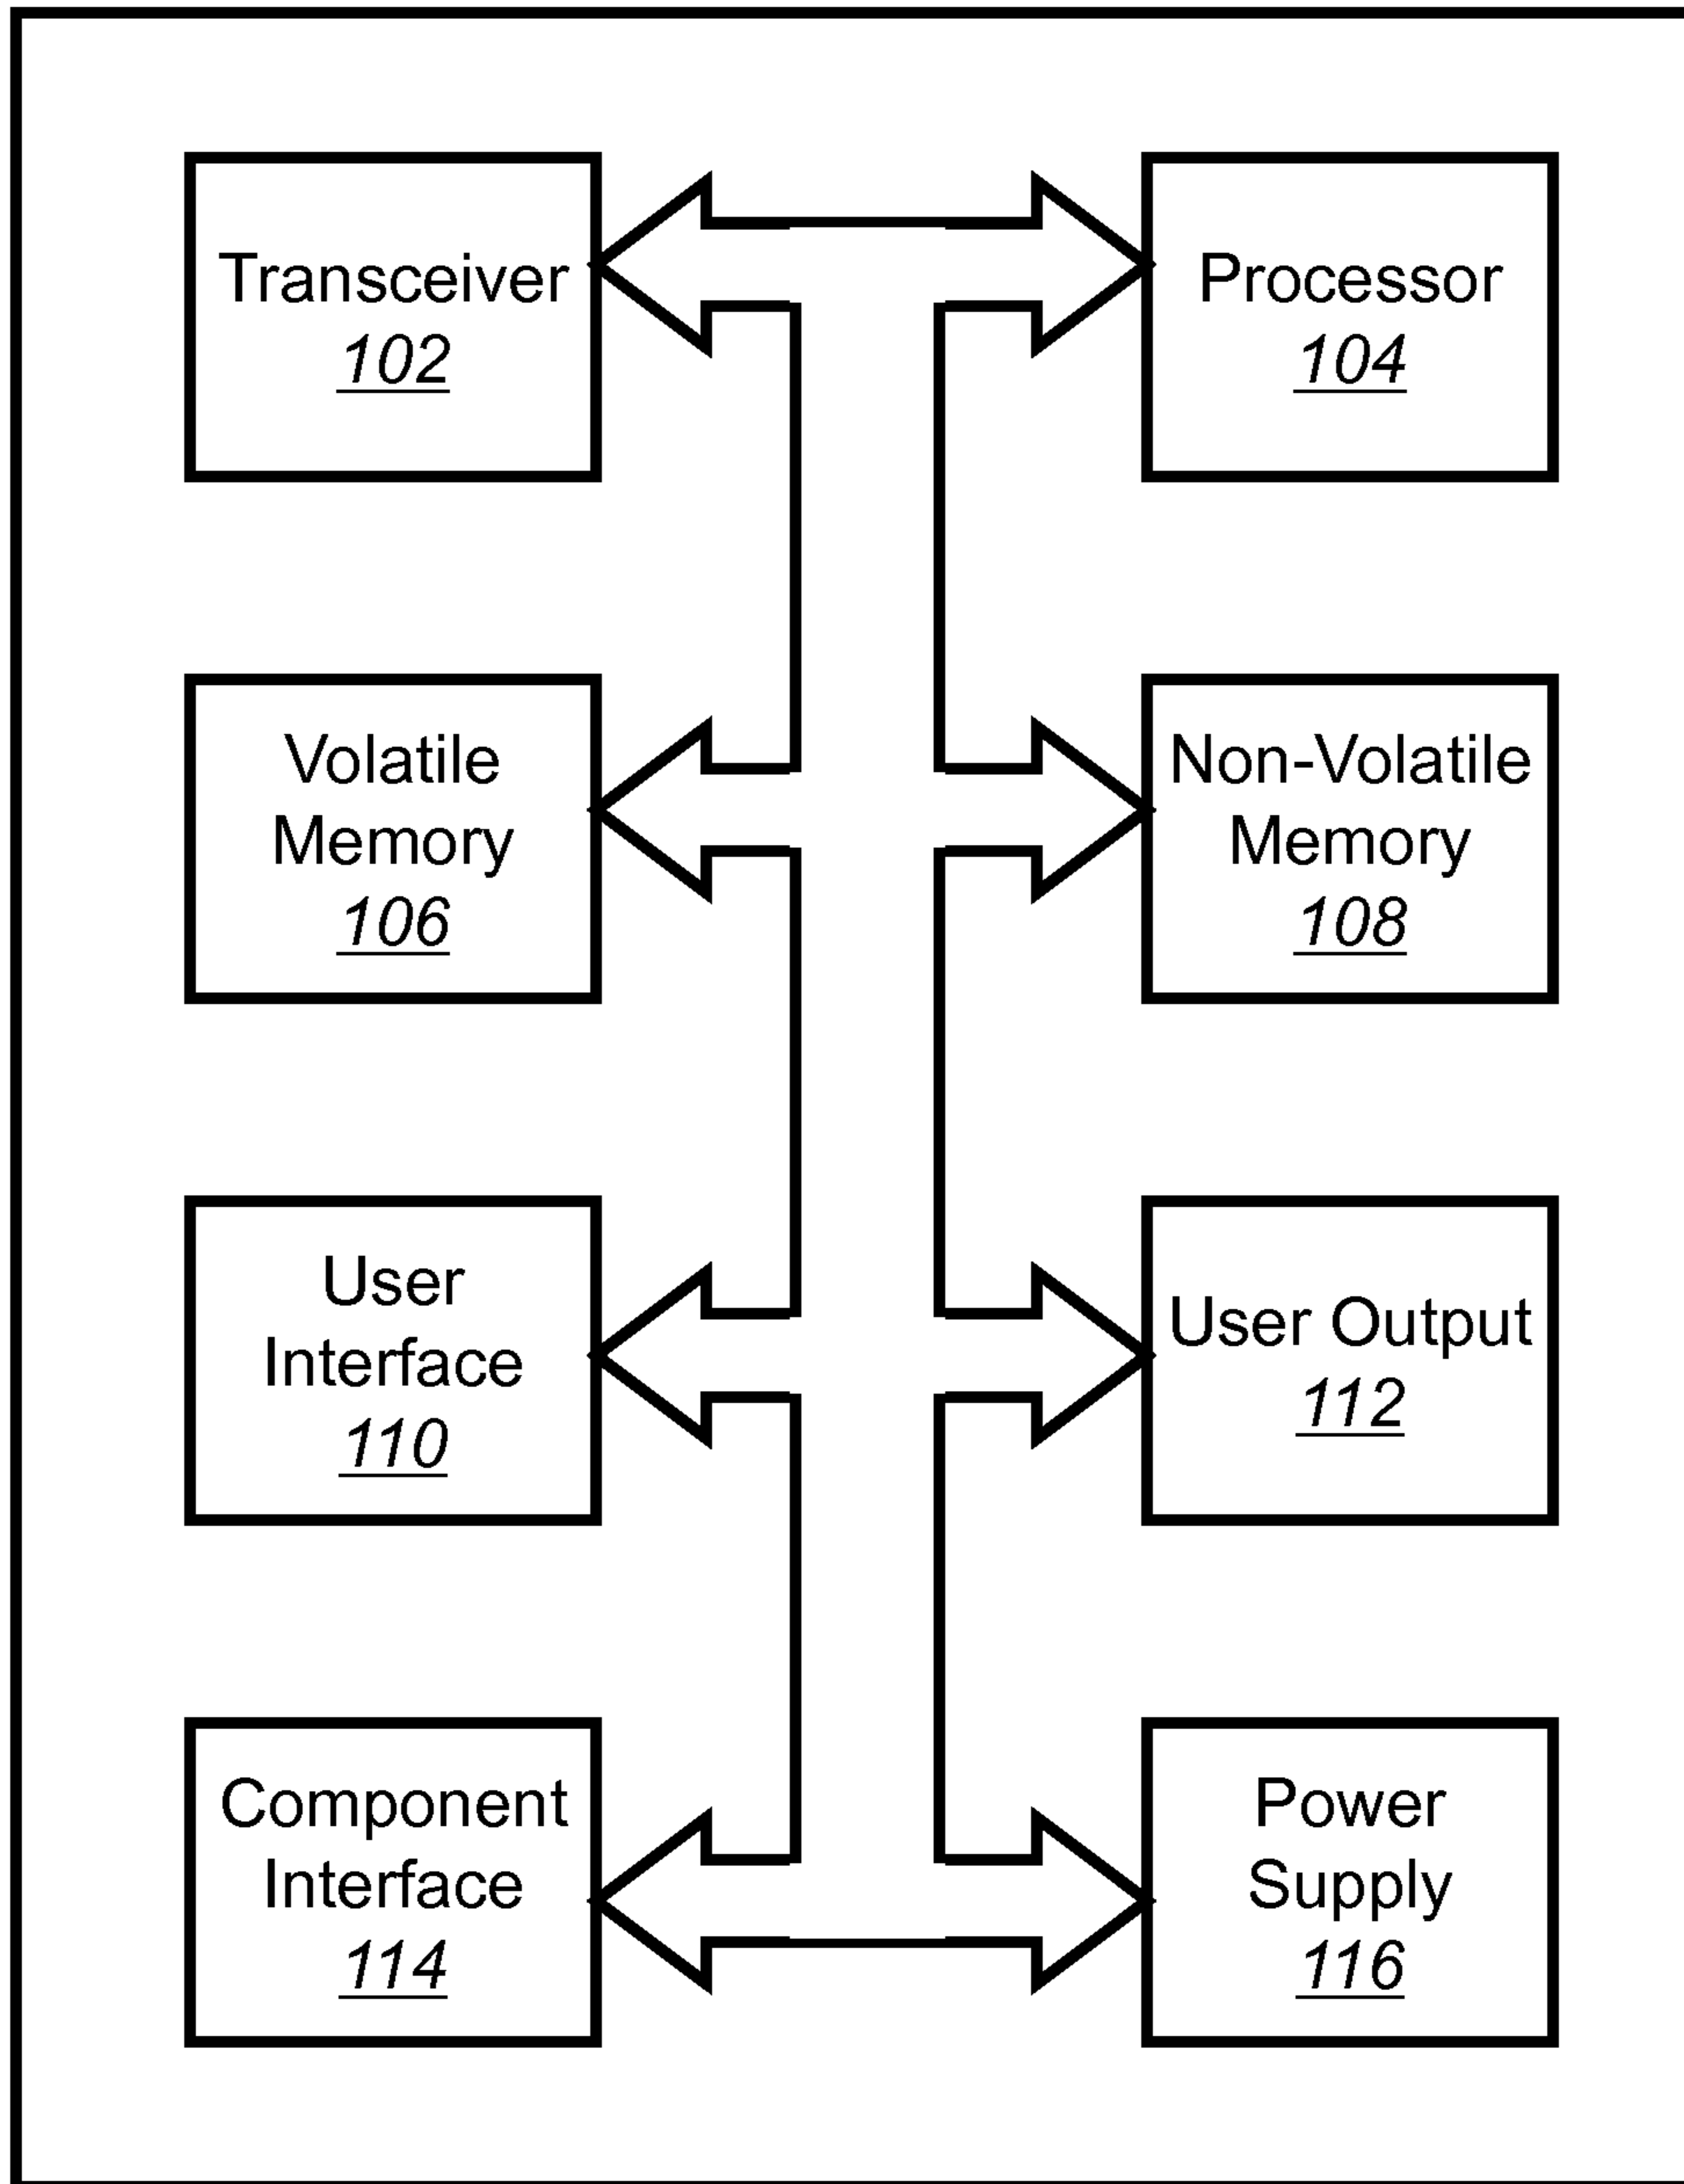 Transceiver
102
Processor
104
Volatile
Memory
106
Non-Volatile
Memory
108
User
Interface
110
User Output
112
Component
Interface
114
Power
Supply
116